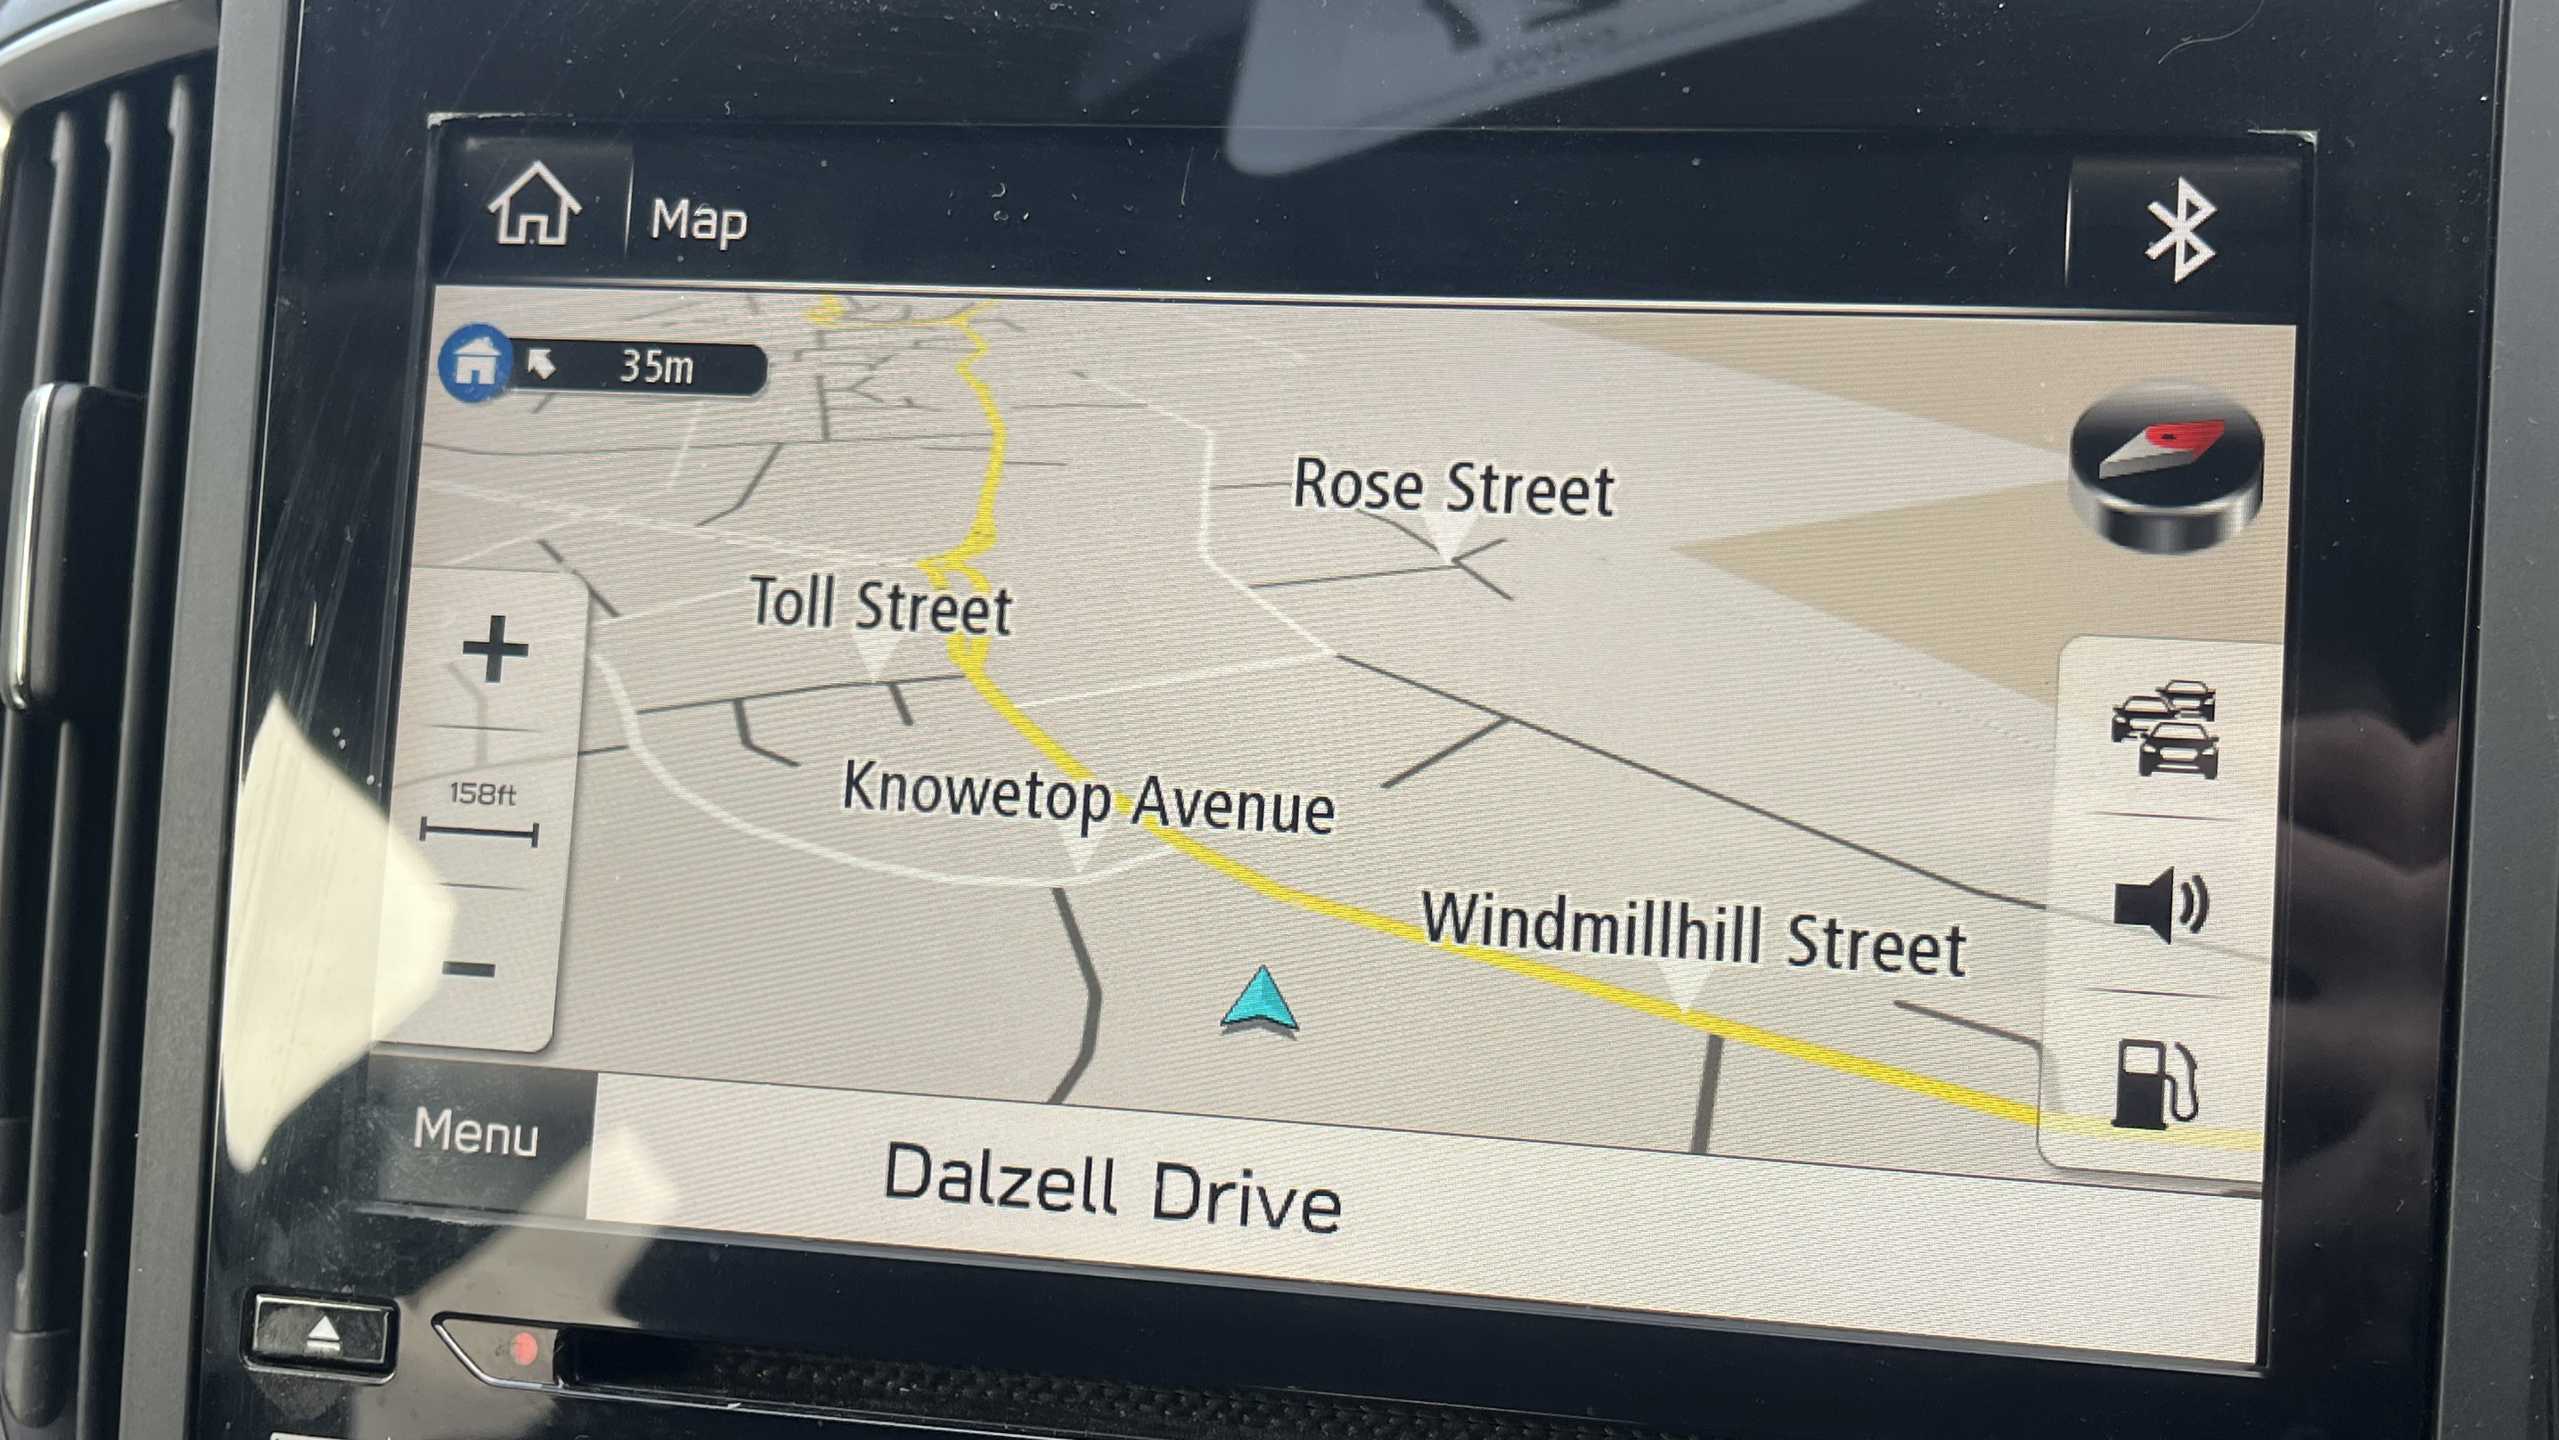 Map
35m
Rose Street
Toll Street
158ft
Knowetop Avenue
Windmillhill Street
Menu
Dalzell Drive